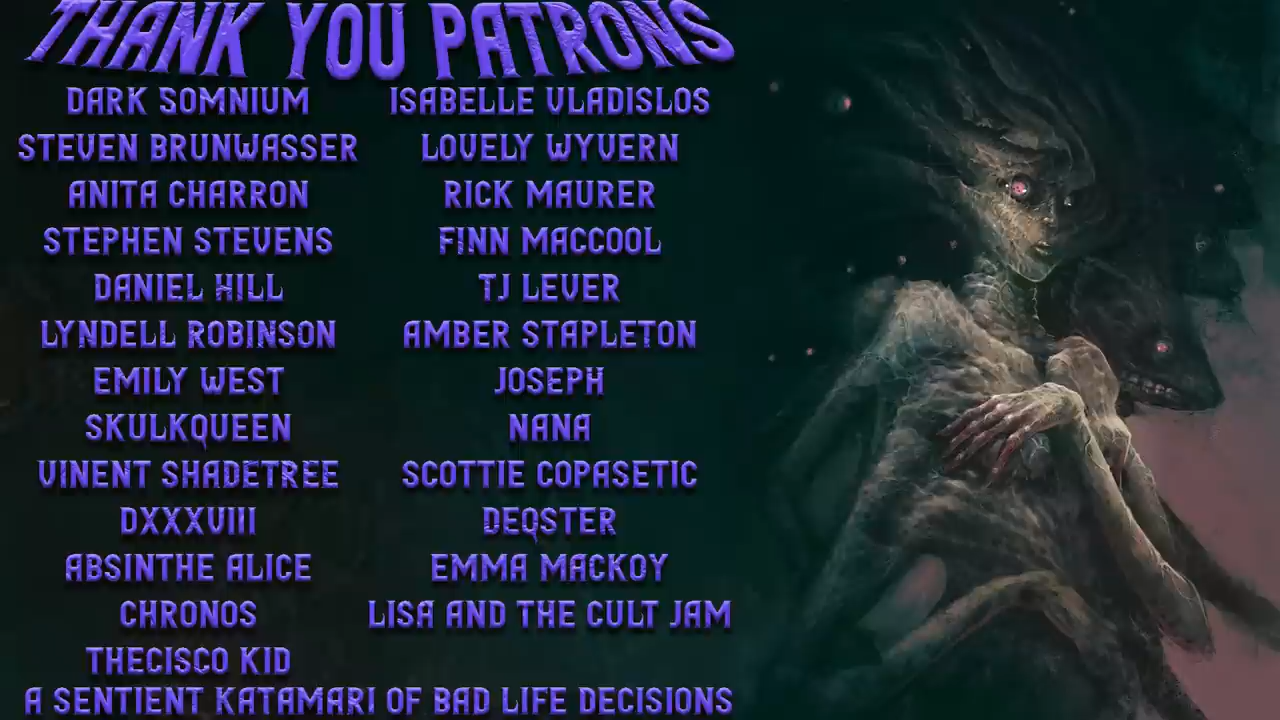 THANK YOU PATRONS
DARK SOMNIUM
STEVEN BRUNWASSER
ANITA CHARRON
STEPHEN STEVENS
DANIEL HILL
LYNDELL ROBINSON
EMILY WEST
SKULKQUEEN
VINENT SHADETREE
DXXXVIII
ABSINTHE ALICE
CHRONOS
THECISCO KID
ISABELLE VLADISLOS
LOVELY WYVERN
RICK MAURER
FINN MACCOOL
TJ LEVER
AMBER STAPLETON
JOSEPH
NANA
SCOTTIE COPASETIC
DEQSTER
EMMA MACKOY
LISA AND THE CULT JAM
A SENTIENT KATAMARI OF BAD LIFE DECISIONS